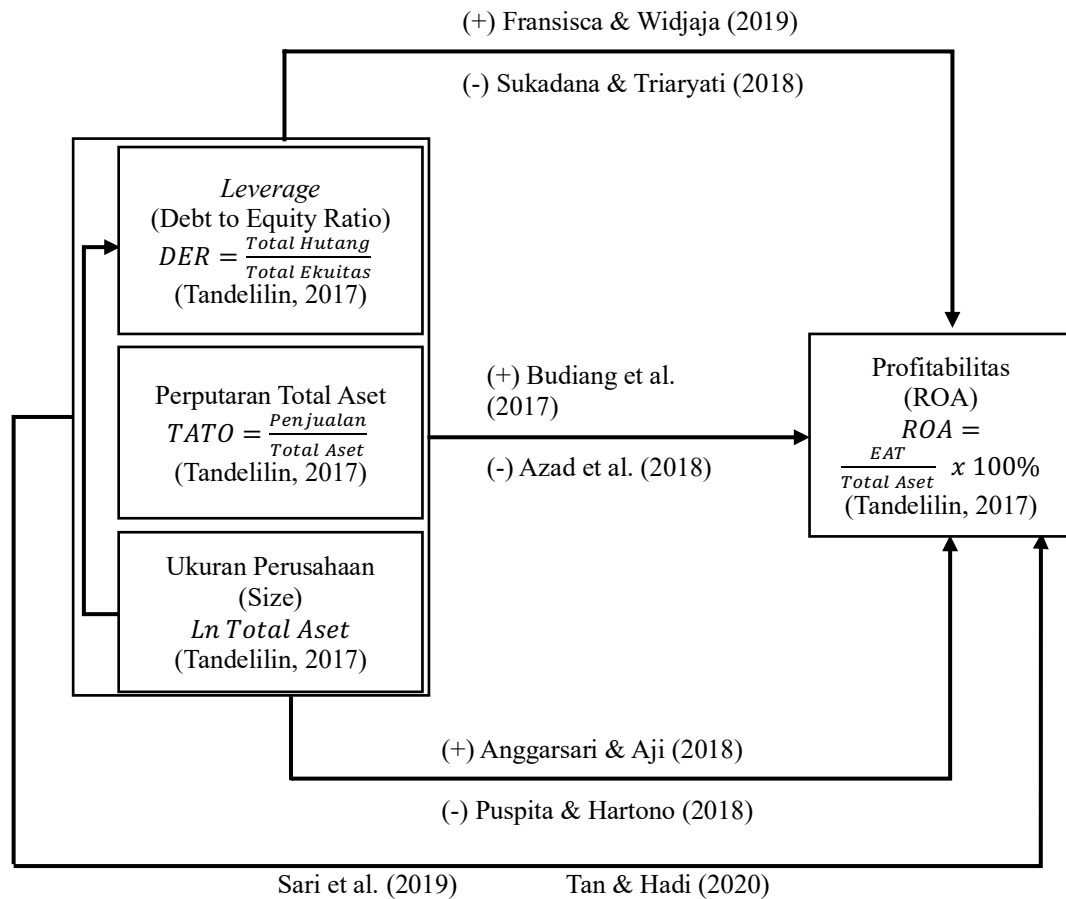 (+) Fransisca & Widjaja (2019)
(-) Sukadana & Triaryati (2018)
Leverage
(Debt to Equity Ratio)
DER = Total Hutang / Total Ekuitas
(Tandelilin, 2017)
Perputaran Total Aset
TATO = Penjualan / Total Aset
(Tandelilin, 2017)
Ukuran Perusahaan
(Size)
Ln Total Aset
(Tandelilin, 2017)
(+) Budiang et al.
(2017)
(-) Azad et al. (2018)
Profitabilitas
(ROA)
ROA =
EAT / Total Aset x 100%
(Tandelilin, 2017)
(+) Anggarsari & Aji (2018)
(-) Puspita & Hartono (2018)
Sari et al. (2019) Tan & Hadi (2020)